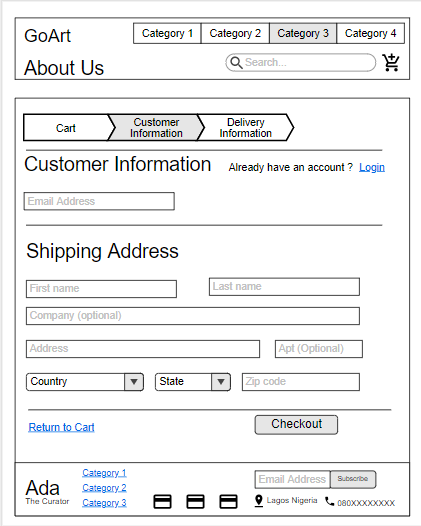 GoArt
Category 1 Category 2 Category 3 Category 4
About Us
Search...
Cart
Customer
Information
Delivery
Information
Customer Information
Already have an account ? Login
Email Address
Shipping Address
First name
Last name
Company (optional)
Address
Apt (Optional)
Country
State
Zip code
Return to Cart
Checkout
Ada
The Curator
Category 1
Category 2
Category 3
Email Address
Subscribe
Lagos Nigeria
080XXXXXXXX